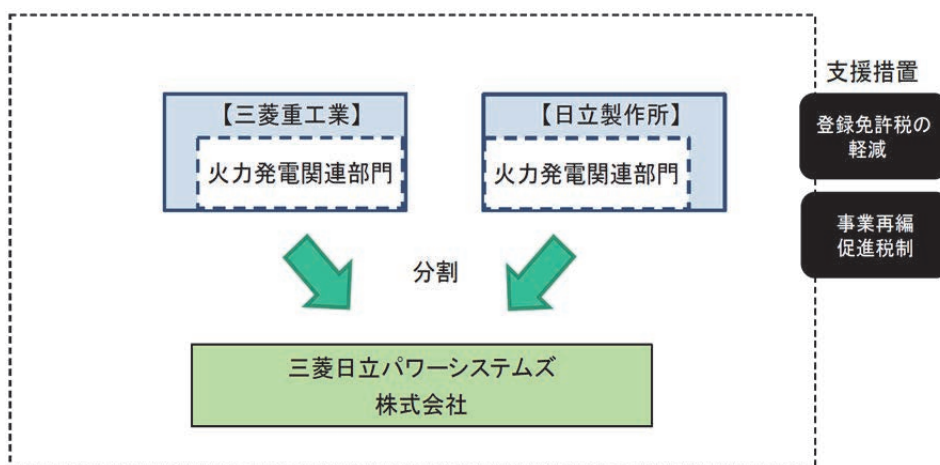 支援措置
【三菱重工業】
火力発電関連部門
【日立製作所】
火力発電関連部門
登録免許税の
軽減
事業再編
促進税制
分割
三菱日立パワーシステムズ
株式会社